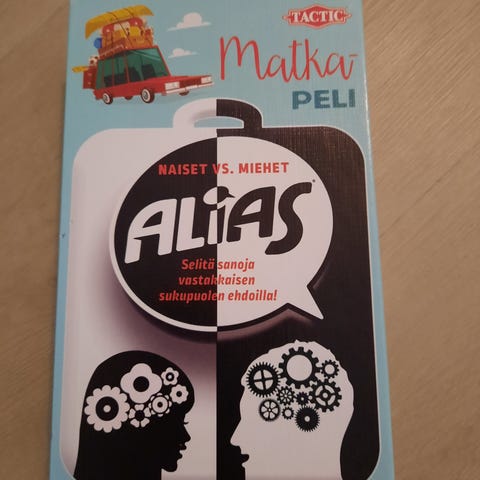 TACTIC
Matka-
PELI
NAISET VS. MIEHET
ALiAS
Selitä sanoja
vastakkaisen
sukupuolen ehdoilla!